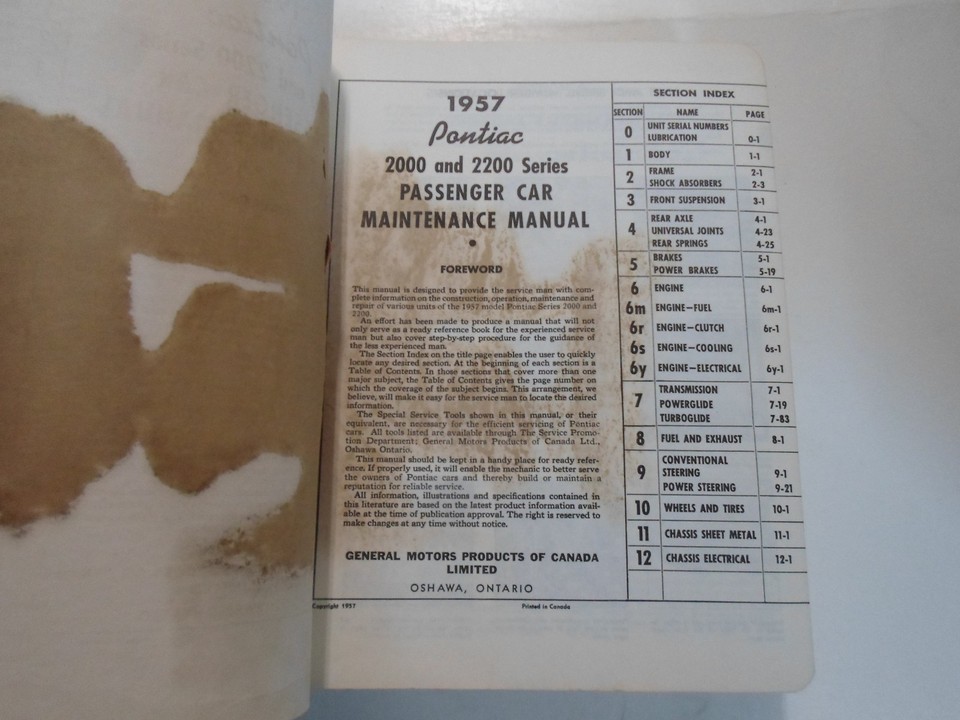 1957
Pontiac
2000 and 2200 Series
PASSENGER CAR
MAINTENANCE MANUAL
FOREWORD
This manual is designed to provide the service man with com-
plete information on the construction, operation, maintenance and
repair of various units of the 1957 model Pontiac Series 2000 and
2200.
An effort has been made to produce a manual that will not
only serve as a ready reference book for the experienced service
man but also cover step-by-step procedure for the guidance of
the less experienced man.
The Section Index on the title page enables the user to quickly
locate any desired section. At the beginning of each section is a
Table of Contents. In those sections that cover more than one
major subject, the Table of Contents gives the page number on
which the coverage of the subject begins. This arrangement, we
believe, will make it easy for the service man to locate the desired
information.
The Special Service Tools shown in this manual, or their
equivalent, are necessary for the efficient servicing of Pontiac
cars. All tools listed are available through The Service Promo-
tion Department; General Motors Products of Canada Ltd.,
Oshawa Ontario.
This manual should be kept in a handy place for ready refer-
ence. If properly used, it will enable the mechanic to better serve
the owners of Pontiac cars and thereby build or maintain a
reputation for reliable service.
All information, illustrations and specifications contained in
this literature are based on the latest product information avail-
able at the time of publication approval. The right is reserved to
make changes at any time without notice.
GENERAL MOTORS PRODUCTS OF CANADA
LIMITED
OSHAWA, ONTARIO
Copyright 1957 Printed in Canada
SECTION INDEX
SECTION NAME PAGE
0 UNIT SERIAL NUMBERS
LUBRICATION 0-1
1 BODY 1-1
2 FRAME 2-1
SHOCK ABSORBERS 2-3
3 FRONT SUSPENSION 3-1
4 REAR AXLE 4-1
UNIVERSAL JOINTS 4-23
REAR SPRINGS 4-25
5 BRAKES 5-1
POWER BRAKES 5-19
6 ENGINE 6-1
6m ENGINE—FUEL 6m-1
6r ENGINE—CLUTCH 6r-1
6s ENGINE—COOLING 6s-1
6y ENGINE—ELECTRICAL 6y-1
7 TRANSMISSION 7-1
POWERGLIDE 7-19
TURBOGLIDE 7-83
8 FUEL AND EXHAUST 8-1
9 CONVENTIONAL
STEERING 9-1
POWER STEERING 9-21
10 WHEELS AND TIRES 10-1
11 CHASSIS SHEET METAL 11-1
12 CHASSIS ELECTRICAL 12-1